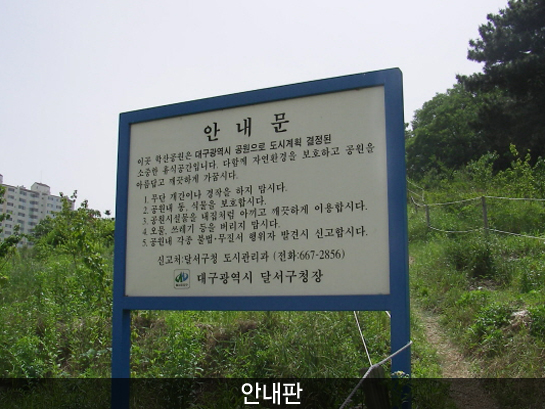 안내문
이곳 학산공원은 대구광역시 공원으로 도시계획 결정된
소중한 휴식공간입니다. 다함께 자연환경을 보호하고 공원을
아름답고 깨끗하게 가꿉시다.
1. 무단 개간이나 경작을 하지 맙시다.
2. 공원내 동. 식물을 보호합시다.
3. 공원시설물을 내집처럼 아끼고 깨끗하게 이용합시다.
4. 오물, 쓰레기 등을 버리지 맙시다.
5. 공원내 각종 불법·무질서 행위자 발견시 신고합시다.
신고처:달서구청 도시관리과 (전화:667-2856)
대구광역시 달서구청장
안내판